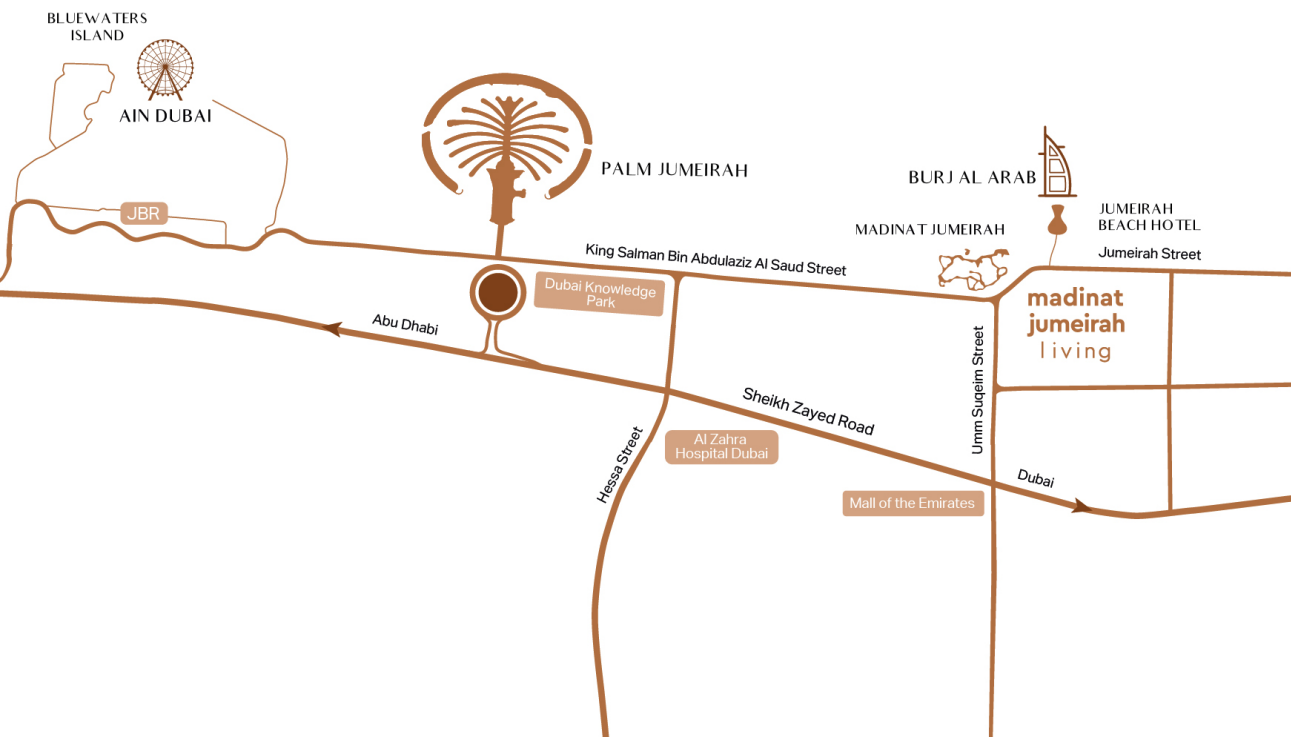 BLUEWATERS
ISLAND
AIN DUBAI
JBR
PALM JUMEIRAH
BURJ AL ARAB
JUMEIRAH
BEACH HOTEL
MADINAT JUMEIRAH
Jumeirah Street
King Salman Bin Abdulaziz Al Saud Street
Dubai Knowledge
Park
madinat
jumeirah
living
Abu Dhabi
Umm Suqeim Street
Sheikh Zayed Road
Al Zahra
Hospital Dubai
Hessa Street
Dubai
Mall of the Emirates